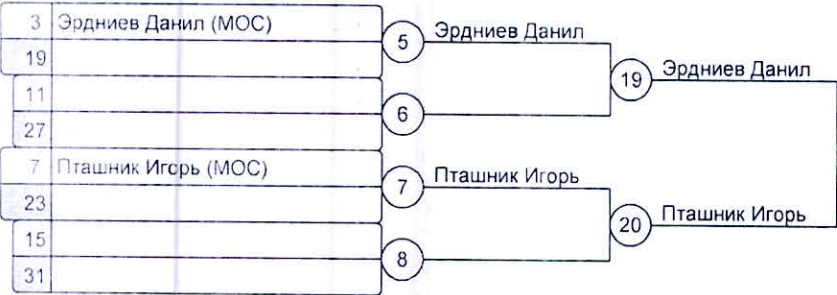 3 Эрдниев Данил (МОС)
19
5 Эрдниев Данил
11
27
6
19 Эрдниев Данил
7 Пташник Игорь (МОС)
23
7 Пташник Игорь
15
31
8
20 Пташник Игорь